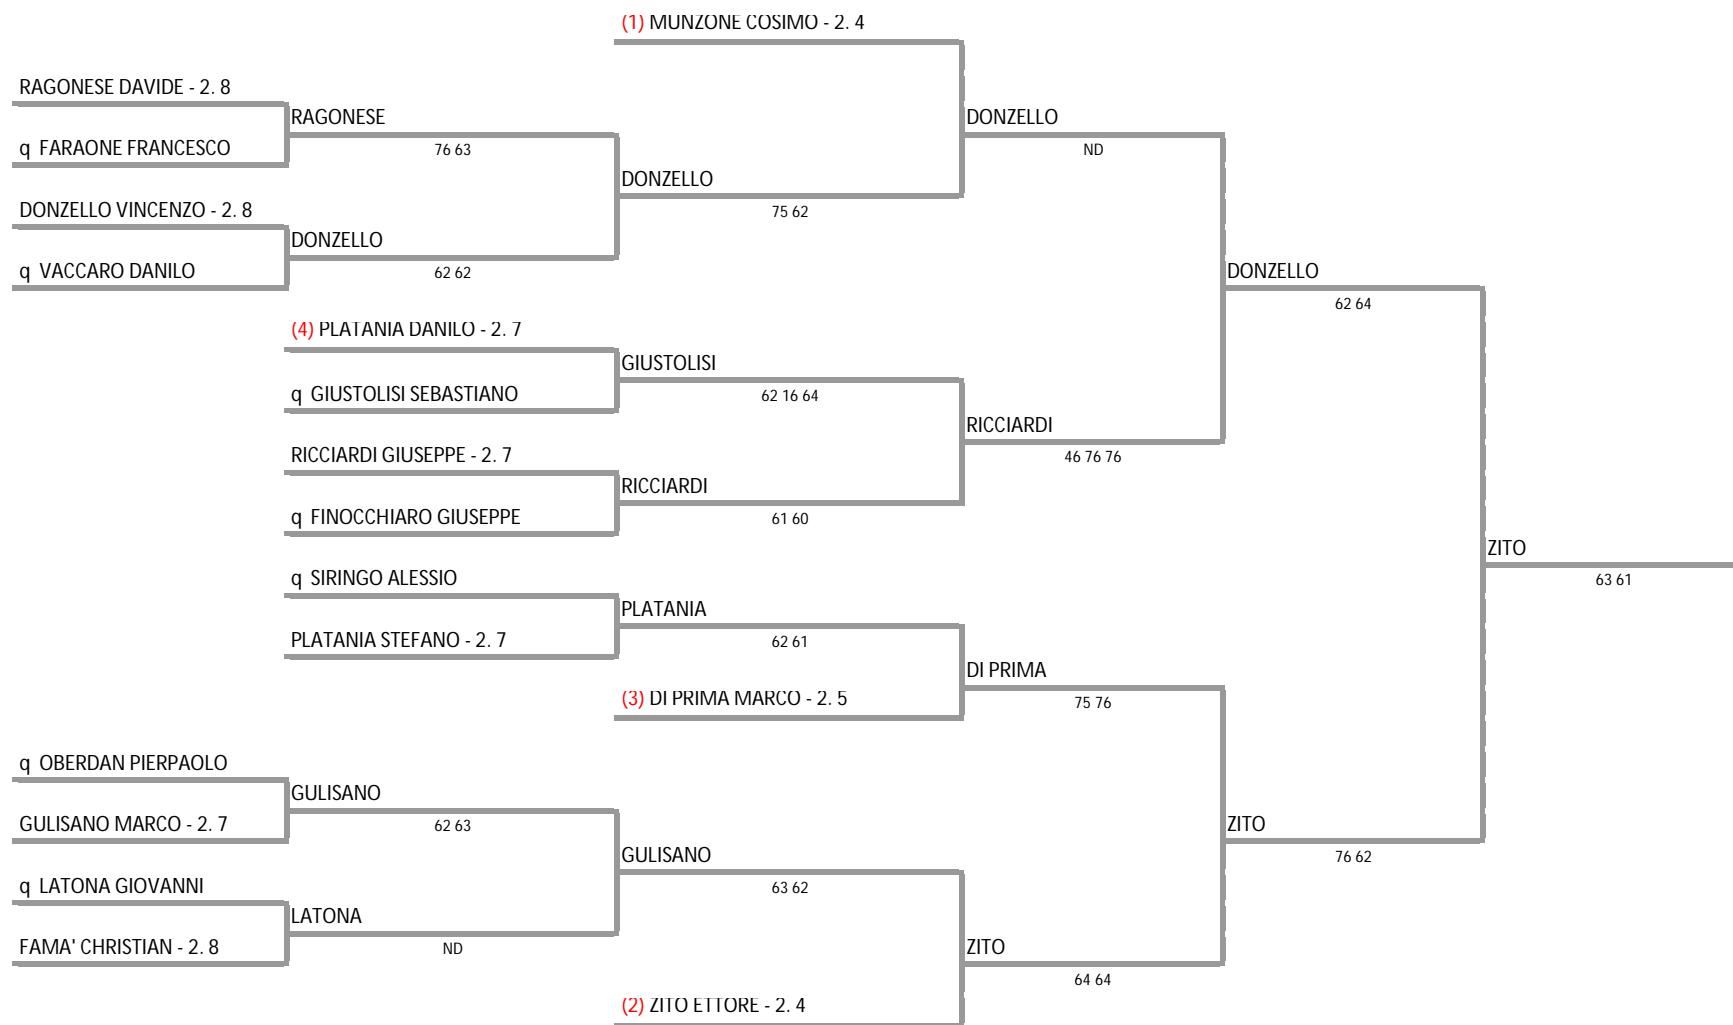 (1) MUNZONE COSIMO - 2. 4
RAGONESE DAVIDE - 2. 8
RAGONESE
DONZELLO
q FARAONE FRANCESCO
76 63
ND
DONZELLO
75 62
DONZELLO VINCENZO - 2. 8
DONZELLO
q VACCARO DANILO
62 62
DONZELLO
62 64
(4) PLATANIA DANILO - 2. 7
GIUSTOLISI
q GIUSTOLISI SEBASTIANO
62 16 64
RICCIARDI
RICCIARDI GIUSEPPE - 2. 7
46 76 76
RICCIARDI
q FINOCCHIARO GIUSEPPE
61 60
ZITO
63 61
q SIRINGO ALESSIO
PLATANIA
PLATANIA STEFANO - 2. 7
62 61
DI PRIMA
(3) DI PRIMA MARCO - 2. 5
75 76
q OBERDAN PIERPAOLO
GULISANO
GULISANO MARCO - 2. 7
62 63
ZITO
76 62
GULISANO
63 62
q LATONA GIOVANNI
LATONA
FAMA' CHRISTIAN - 2. 8
ND
ZITO
64 64
(2) ZITO ETTORE - 2. 4